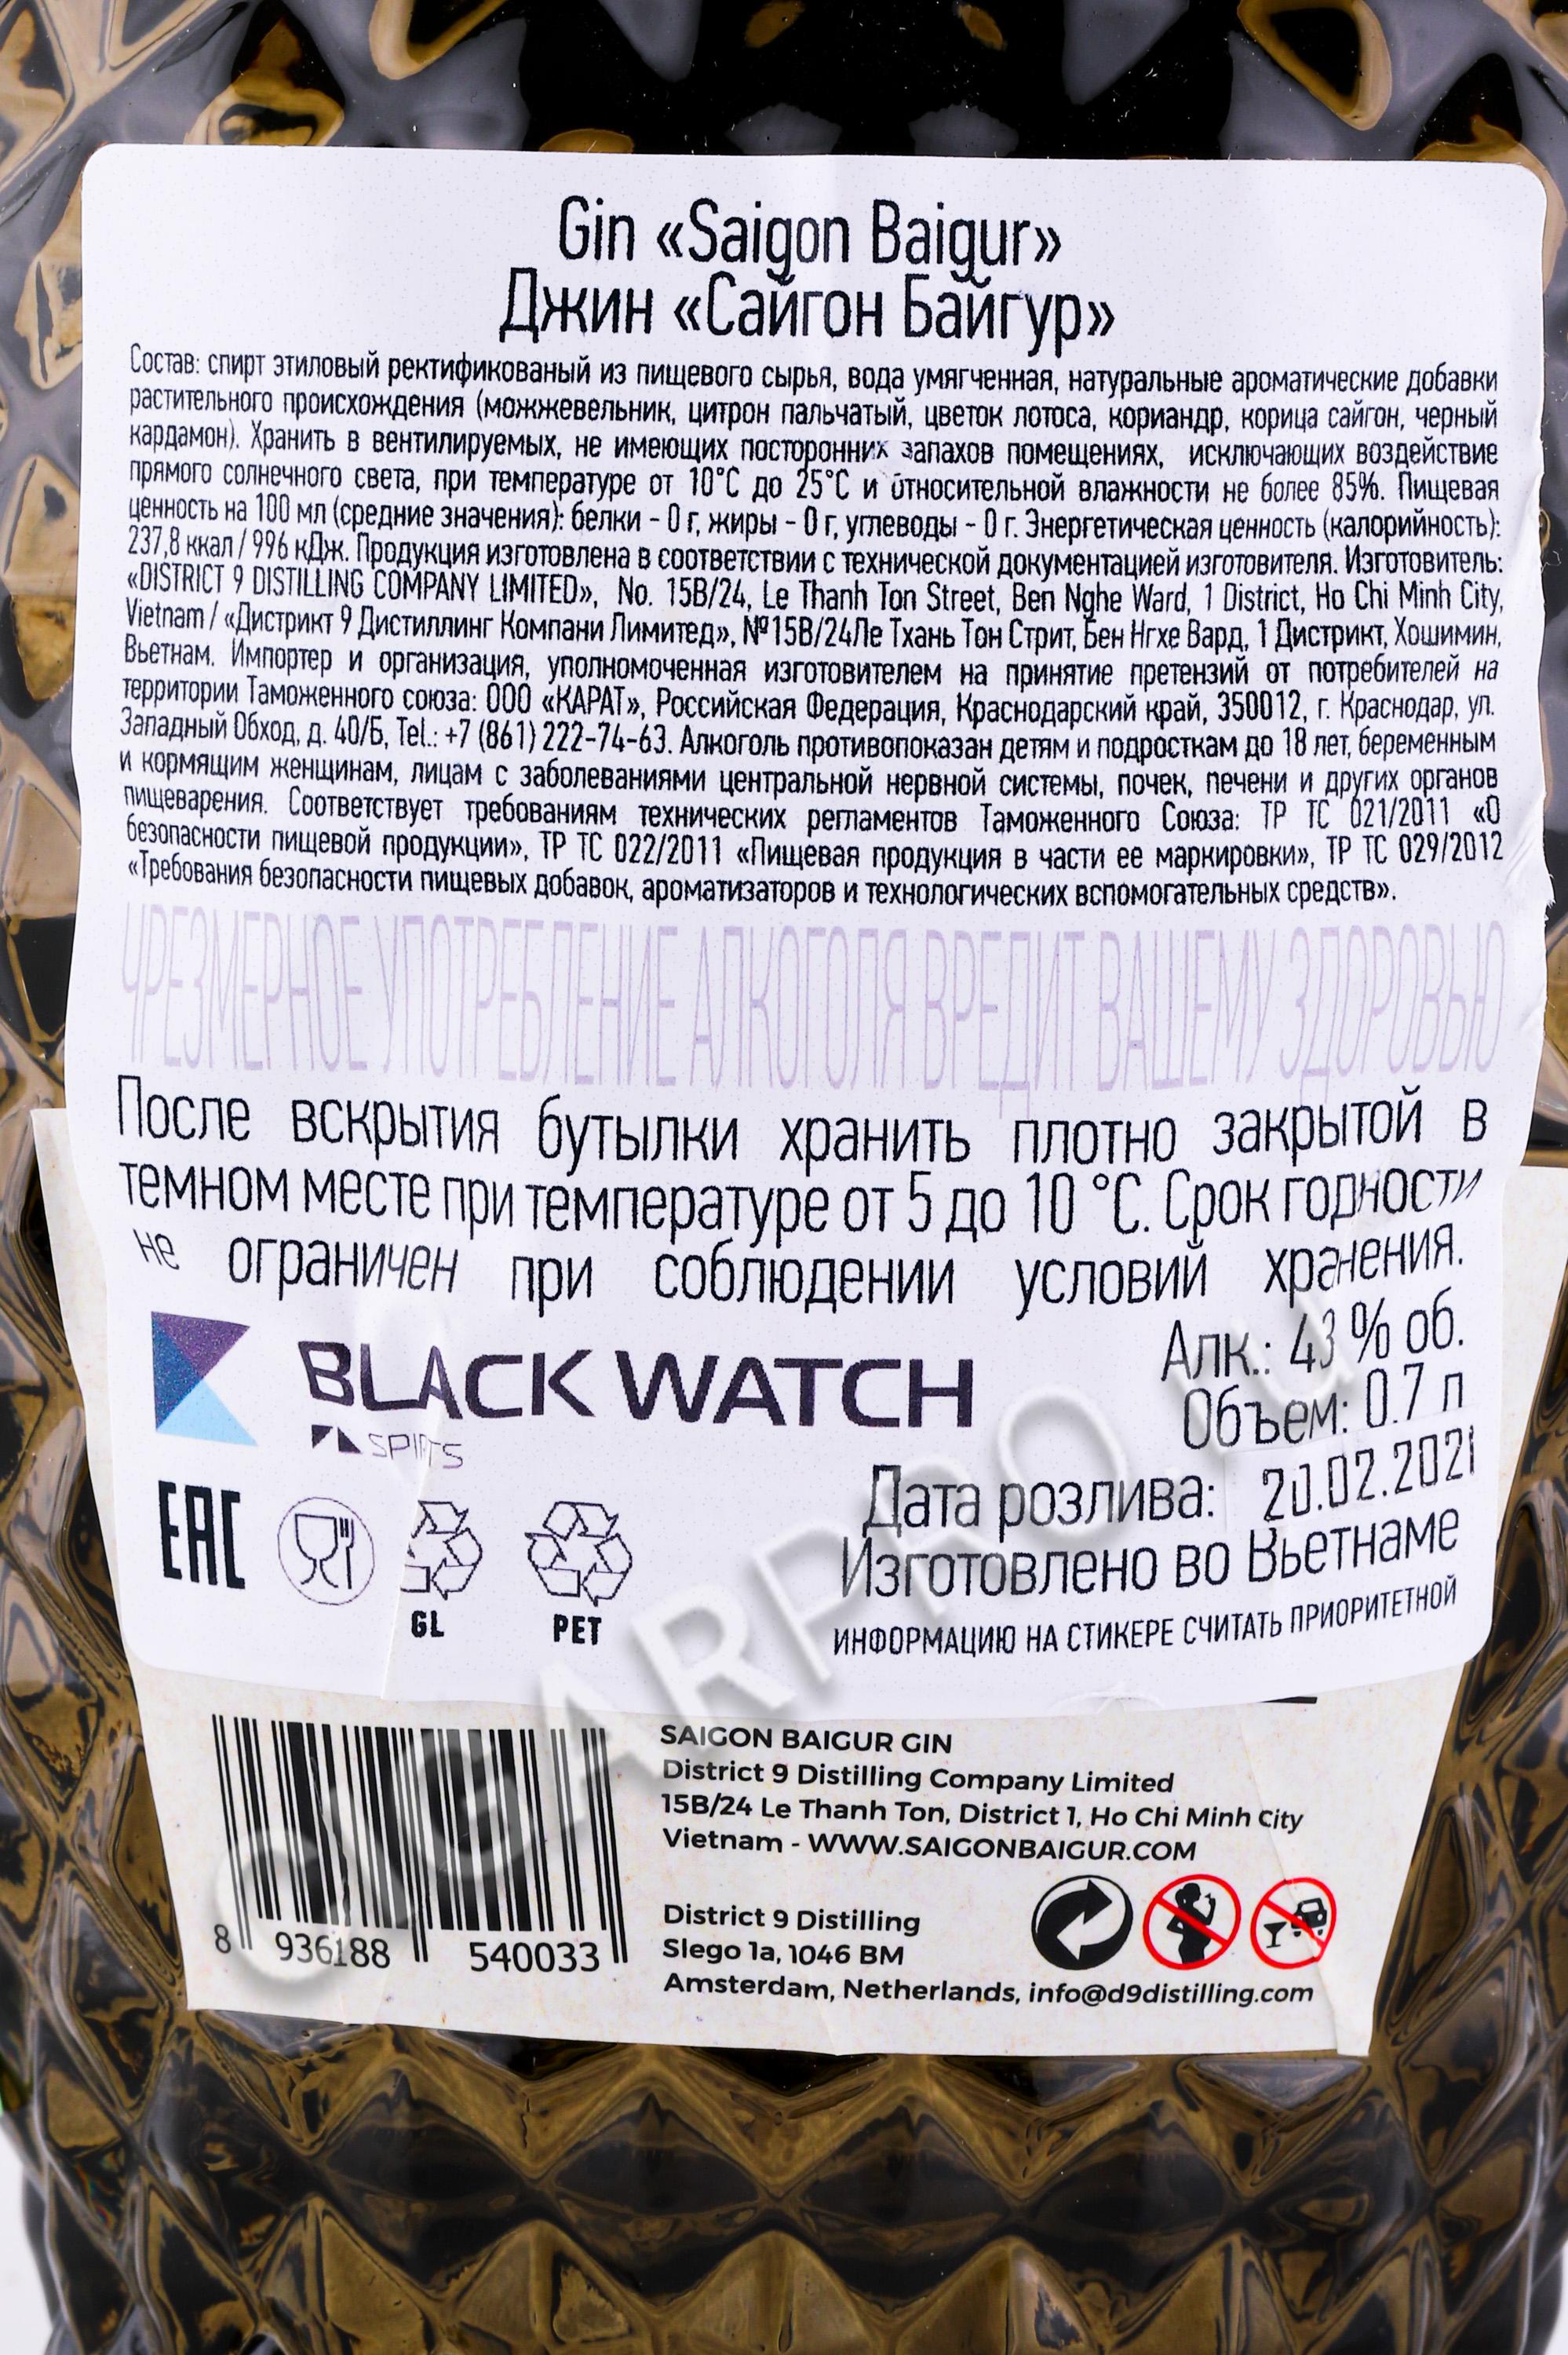 Gin «Saigon Baigur»
Джин «Сайгон Байгур»
Состав: спирт этиловый ректификованый из пищевого сырья, вода умягченная, натуральные ароматические добавки
растительного происхождения (можжевельник, цитрон пальчатый, цветок лотоса, кориандр, корица сайгон, черный
кардамон). Хранить в вентилируемых, не имеющих посторонних запахов помещениях, исключающих воздействие
прямого солнечного света, при температуре от 10°С до 25°С и относительной влажности не более 85%. Пищевая
ценность на 100 мл (средние значения): белки - 0 г, жиры - 0 г, углеводы - 0 г. Энергетическая ценность (калорийность):
237,8 ккал / 996 кДж. Продукция изготовлена в соответствии с технической документацией изготовителя. Изготовитель:
«DISTRICT 9 DISTILLING COMPANY LIMITED», No. 15B/24, Le Thanh Ton Street, Ben Nghe Ward, 1 District, Ho Chi Minh City,
Vietnam / «Дистрикт 9 Дистиллинг Компани Лимитед», №15В/24Ле Тхань Тон Стрит, Бен Нгхе Вард, 1 Дистрикт, Хошимин,
Вьетнам. Импортер и организация, уполномоченная изготовителем на принятие претензий от потребителей на
территории Таможенного союза: ООО «КАРАТ», Российская Федерация, Краснодарский край, 350012, г. Краснодар, ул.
Западный Обход, д. 40/Б, Tel.: +7 (861) 222-74-63. Алкоголь противопоказан детям и подросткам до 18 лет, беременным
и кормящим женщинам, лицам с заболеваниями центральной нервной системы, почек, печени и других органов
пищеварения. Соответствует требованиям технических регламентов Таможенного Союза: ТР ТС 021/2011 «О
безопасности пищевой продукции», ТР ТС 022/2011 «Пищевая продукция в части ее маркировки», ТР ТС 029/2012
«Требования безопасности пищевых добавок, ароматизаторов и технологических вспомогательных средств».
ЧРЕЗМЕРНОЕ УПОТРЕБЛЕНИЕ АЛКОГОЛЯ ВРЕДИТ ВАШЕМУ ЗДОРОВЬЮ
После вскрытия бутылки хранить плотно закрытой в
темном месте при температуре от 5 до 10 °С. Срок годности
не ограничен при соблюдении условий хранения.
BLACK WATCH
SPIRITS
Алк.: 43 % об.
Объем: 0.7 л
Дата розлива: 20.02.2021
Изготовлено во Вьетнаме
ИНФОРМАЦИЮ НА СТИКЕРЕ СЧИТАТЬ ПРИОРИТЕТНОЙ
EAC
GL
PET
SAIGON BAIGUR GIN
District 9 Distilling Company Limited
15B/24 Le Thanh Ton, District 1, Ho Chi Minh City
Vietnam - WWW.SAIGONBAIGUR.COM
District 9 Distilling
Slego 1a, 1046 BM
Amsterdam, Netherlands, info@d9distilling.com
8 936188 540033
CIGARPRO.ru